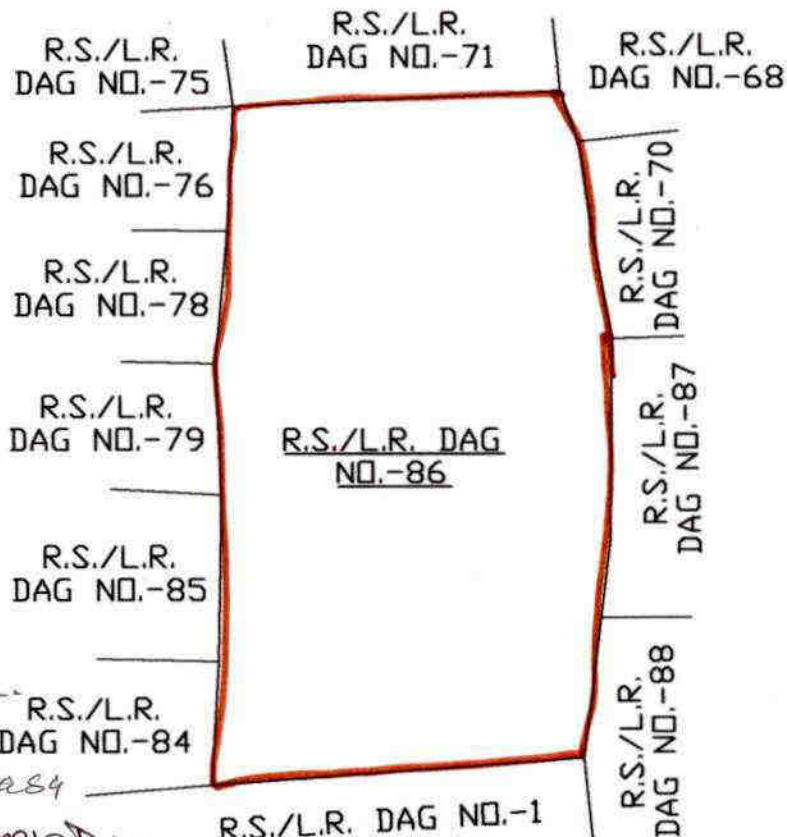 R.S./L.R.
DAG NO.-75
R.S./L.R.
DAG NO.-71
R.S./L.R.
DAG NO.-68
R.S./L.R.
DAG NO.-76
R.S./L.R.
DAG NO.-70
R.S./L.R.
DAG NO.-78
R.S./L.R.
DAG NO.-79
R.S./L.R. DAG
NO.-86
R.S./L.R.
DAG NO.-87
R.S./L.R.
DAG NO.-85
R.S./L.R.
DAG NO.-84
R.S./L.R.
DAG NO.-88
R.S./L.R. DAG NO.-1